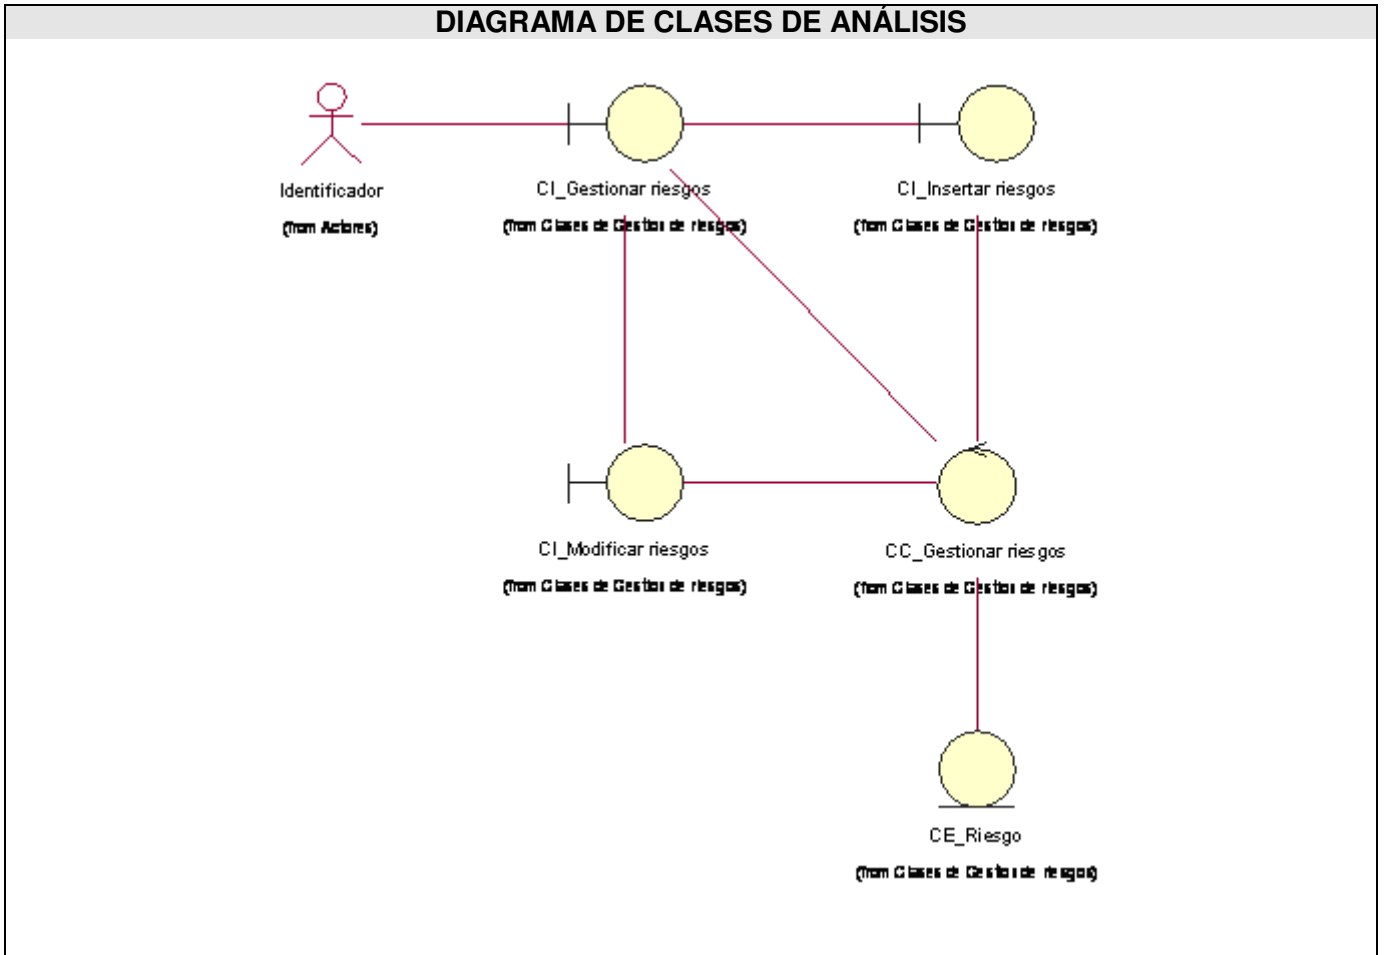 DIAGRAMA DE CLASES DE ANÁLISIS
Identificador
(from Actores)
CI_Gestionar riesgos
(from Clases de Gestion de riesgos)
CI_Insertar riesgos
(from Clases de Gestion de riesgos)
CI_Modificar riesgos
(from Clases de Gestion de riesgos)
CC_Gestionar riesgos
(from Clases de Gestion de riesgos)
CE_Riesgo
(from Clases de Gestion de riesgos)